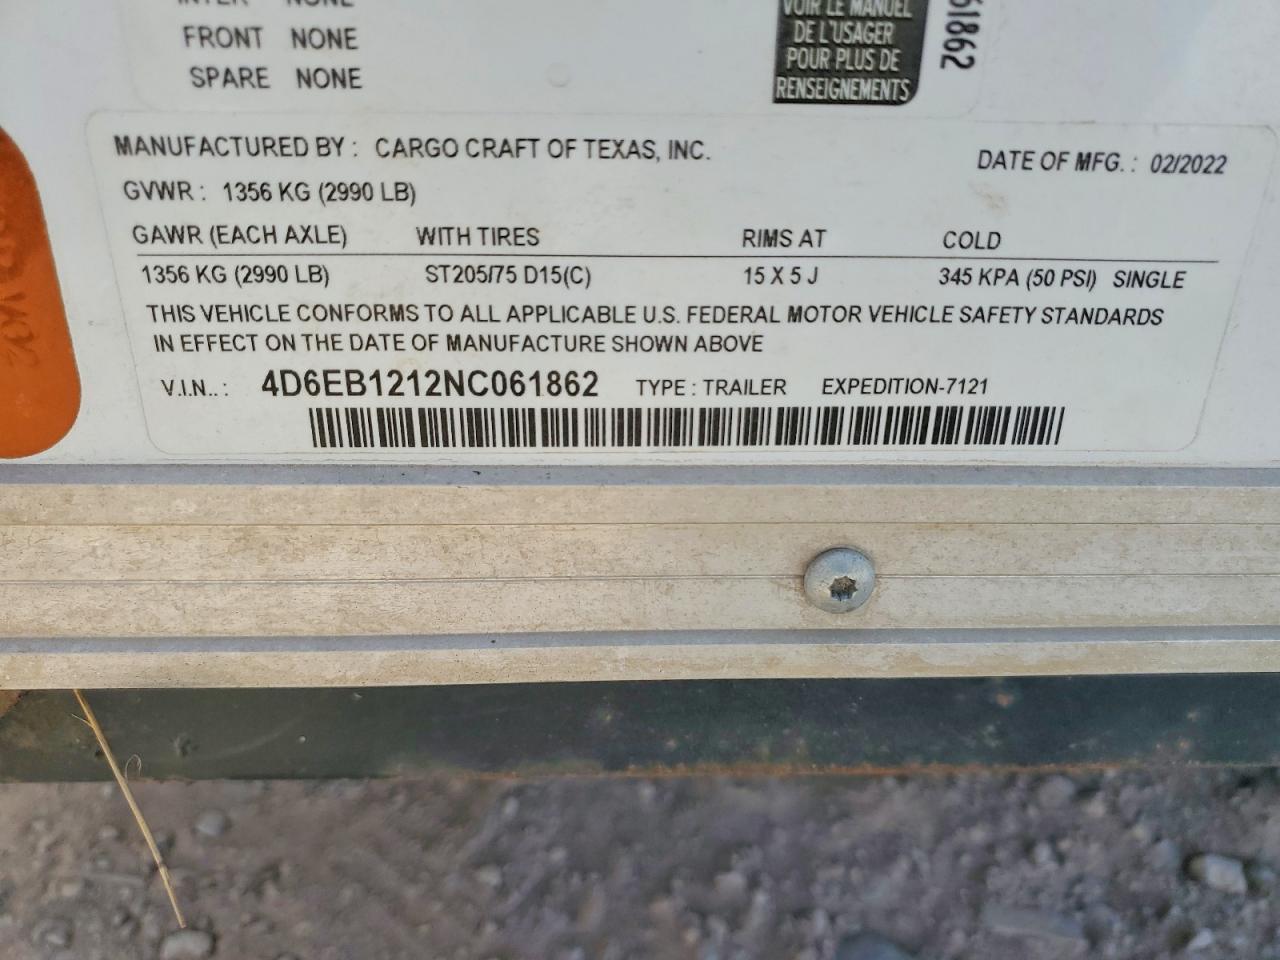 INTER NONE
FRONT NONE
SPARE NONE
VOIR LE MANUEL
DE L'USAGER
POUR PLUS DE
RENSEIGNEMENTS
61862
MANUFACTURED BY : CARGO CRAFT OF TEXAS, INC.
DATE OF MFG. : 02/2022
GVWR : 1356 KG (2990 LB)
GAWR (EACH AXLE) WITH TIRES RIMS AT COLD
1356 KG (2990 LB) ST205/75 D15(C) 15 X 5 J 345 KPA (50 PSI) SINGLE
THIS VEHICLE CONFORMS TO ALL APPLICABLE U.S. FEDERAL MOTOR VEHICLE SAFETY STANDARDS
IN EFFECT ON THE DATE OF MANUFACTURE SHOWN ABOVE
V.I.N.. : 4D6EB1212NC061862 TYPE : TRAILER EXPEDITION-7121